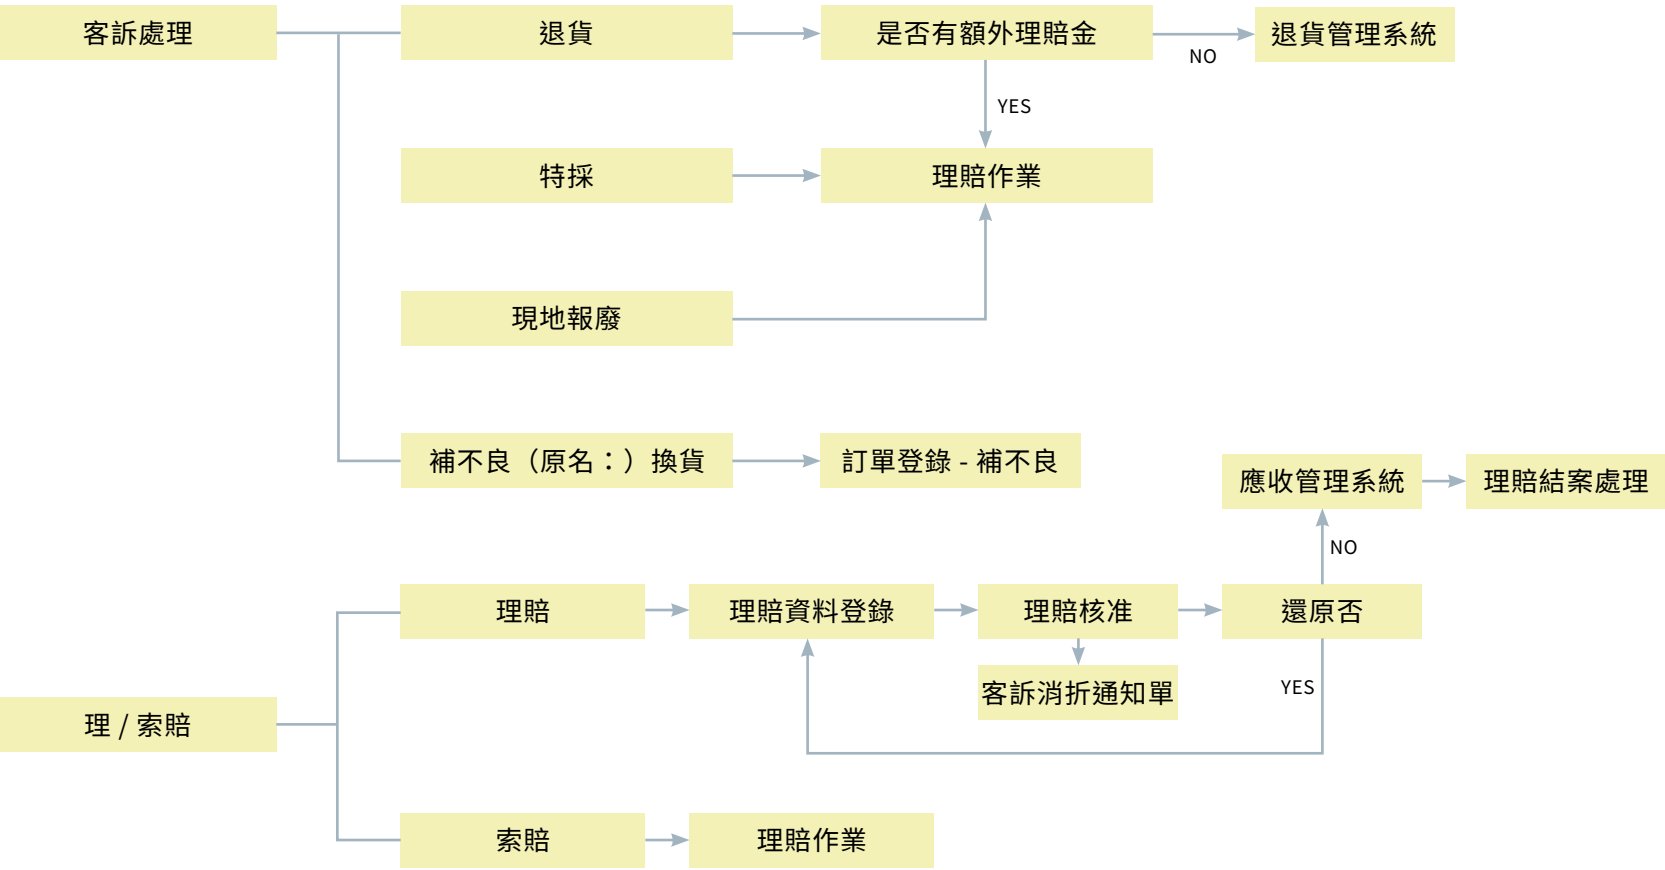 客訴處理
退貨
是否有額外理賠金
退貨管理系統
NO
YES
特採
理賠作業
現地報廢
補不良（原名：）換貨
訂單登錄 - 補不良
應收管理系統
理賠結案處理
NO
理賠
理賠資料登錄
理賠核准
還原否
客訴消折通知單
YES
理 / 索賠
索賠
理賠作業